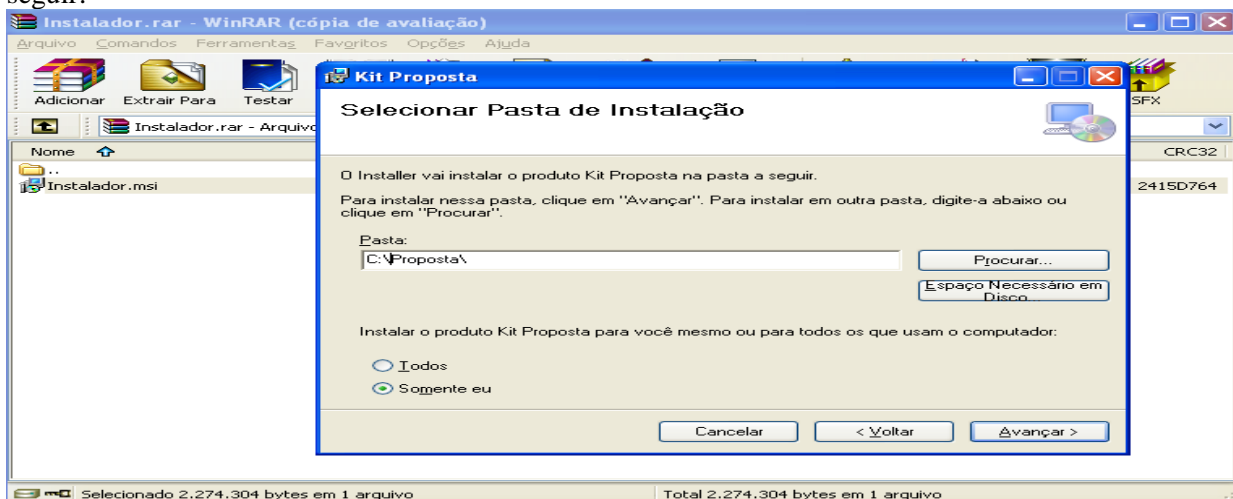 seguir:
Instalador.rar - WinRAR (cópia de avaliação)
Arquivo Comandos Ferramentas Favoritos Opções Ajuda
Adicionar Extrair Para Testar SFX
Instalador.rar - Arquivo
Nome CRC32
..
Instalador.msi 2415D764
Kit Proposta
Selecionar Pasta de Instalação
O Installer vai instalar o produto Kit Proposta na pasta a seguir.
Para instalar nessa pasta, clique em "Avançar". Para instalar em outra pasta, digite-a abaixo ou
clique em "Procurar".
Pasta:
C:\Proposta\
Procurar...
Espaço Necessário em
Disco...
Instalar o produto Kit Proposta para você mesmo ou para todos os que usam o computador:
Todos
Somente eu
Cancelar < Voltar Avançar >
Selecionado 2.274.304 bytes em 1 arquivo Total 2.274.304 bytes em 1 arquivo